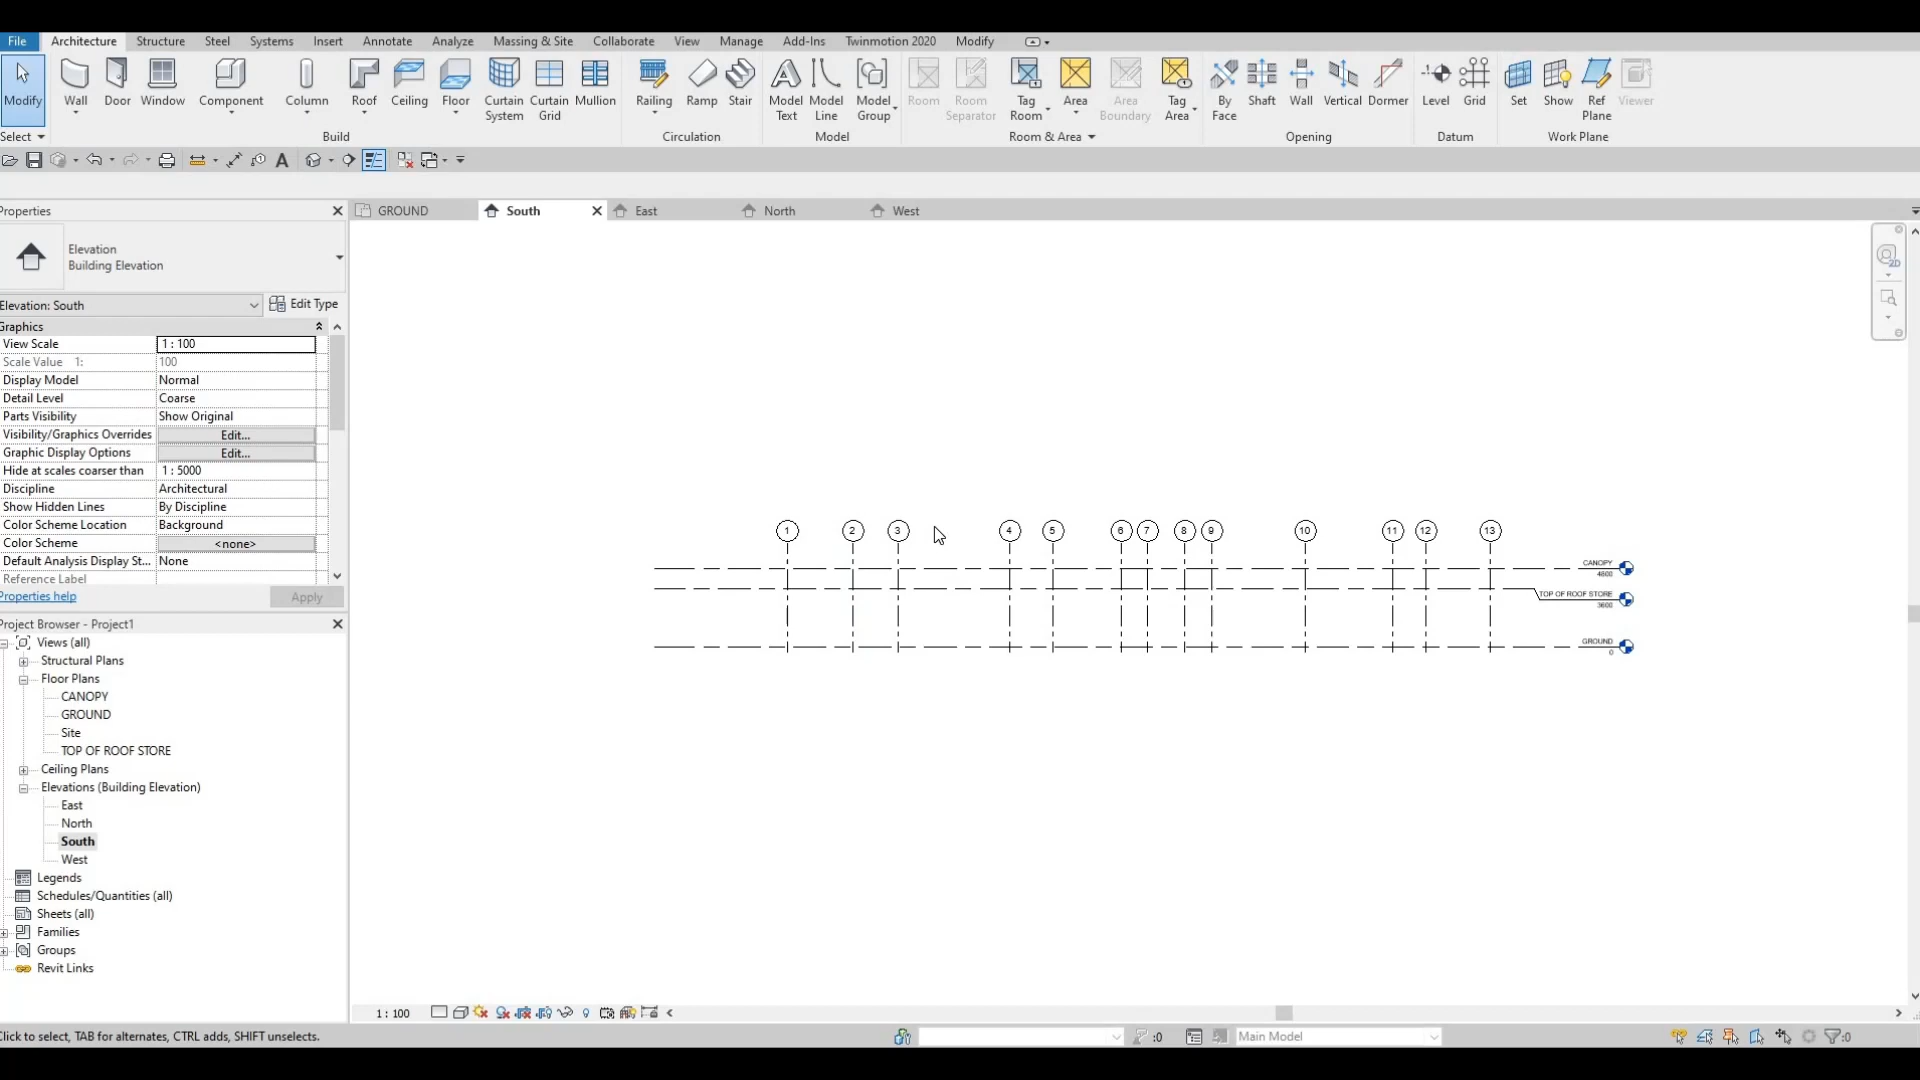 File Architecture Structure Steel Systems Insert Annotate Analyze Massing & Site Collaborate View Manage Add-Ins Twinmotion 2020 Modify
Modify Wall Door Window Component Column Roof Ceiling Floor Curtain System Curtain Grid Mullion Railing Ramp Stair Model Text Model Line Model Group Room Room Separator Tag Room Area Area Boundary Tag Area By Face Shaft Wall Vertical Dormer Level Grid Set Show Ref Plane Viewer
Select Build Circulation Model Room & Area Opening Datum Work Plane
Properties
GROUND South East North West
Elevation
Building Elevation
Elevation: South Edit Type
Graphics
View Scale 1 : 100
Scale Value 1: 100
Display Model Normal
Detail Level Coarse
Parts Visibility Show Original
Visibility/Graphics Overrides Edit...
Graphic Display Options Edit...
Hide at scales coarser than 1 : 5000
Discipline Architectural
Show Hidden Lines By Discipline
Color Scheme Location Background
Color Scheme <none>
Default Analysis Display St... None
Reference Label
Properties help Apply
1 2 3 4 5 6 7 8 9 10 11 12 13
CANOPY
4800
TOP OF ROOF STORE
3600
GROUND
0
Project Browser - Project1
Views (all)
Structural Plans
Floor Plans
CANOPY
GROUND
Site
TOP OF ROOF STORE
Ceiling Plans
Elevations (Building Elevation)
East
North
South
West
Legends
Schedules/Quantities (all)
Sheets (all)
Families
Groups
Revit Links
1 : 100
Click to select, TAB for alternates, CTRL adds, SHIFT unselects. :0 Main Model :0